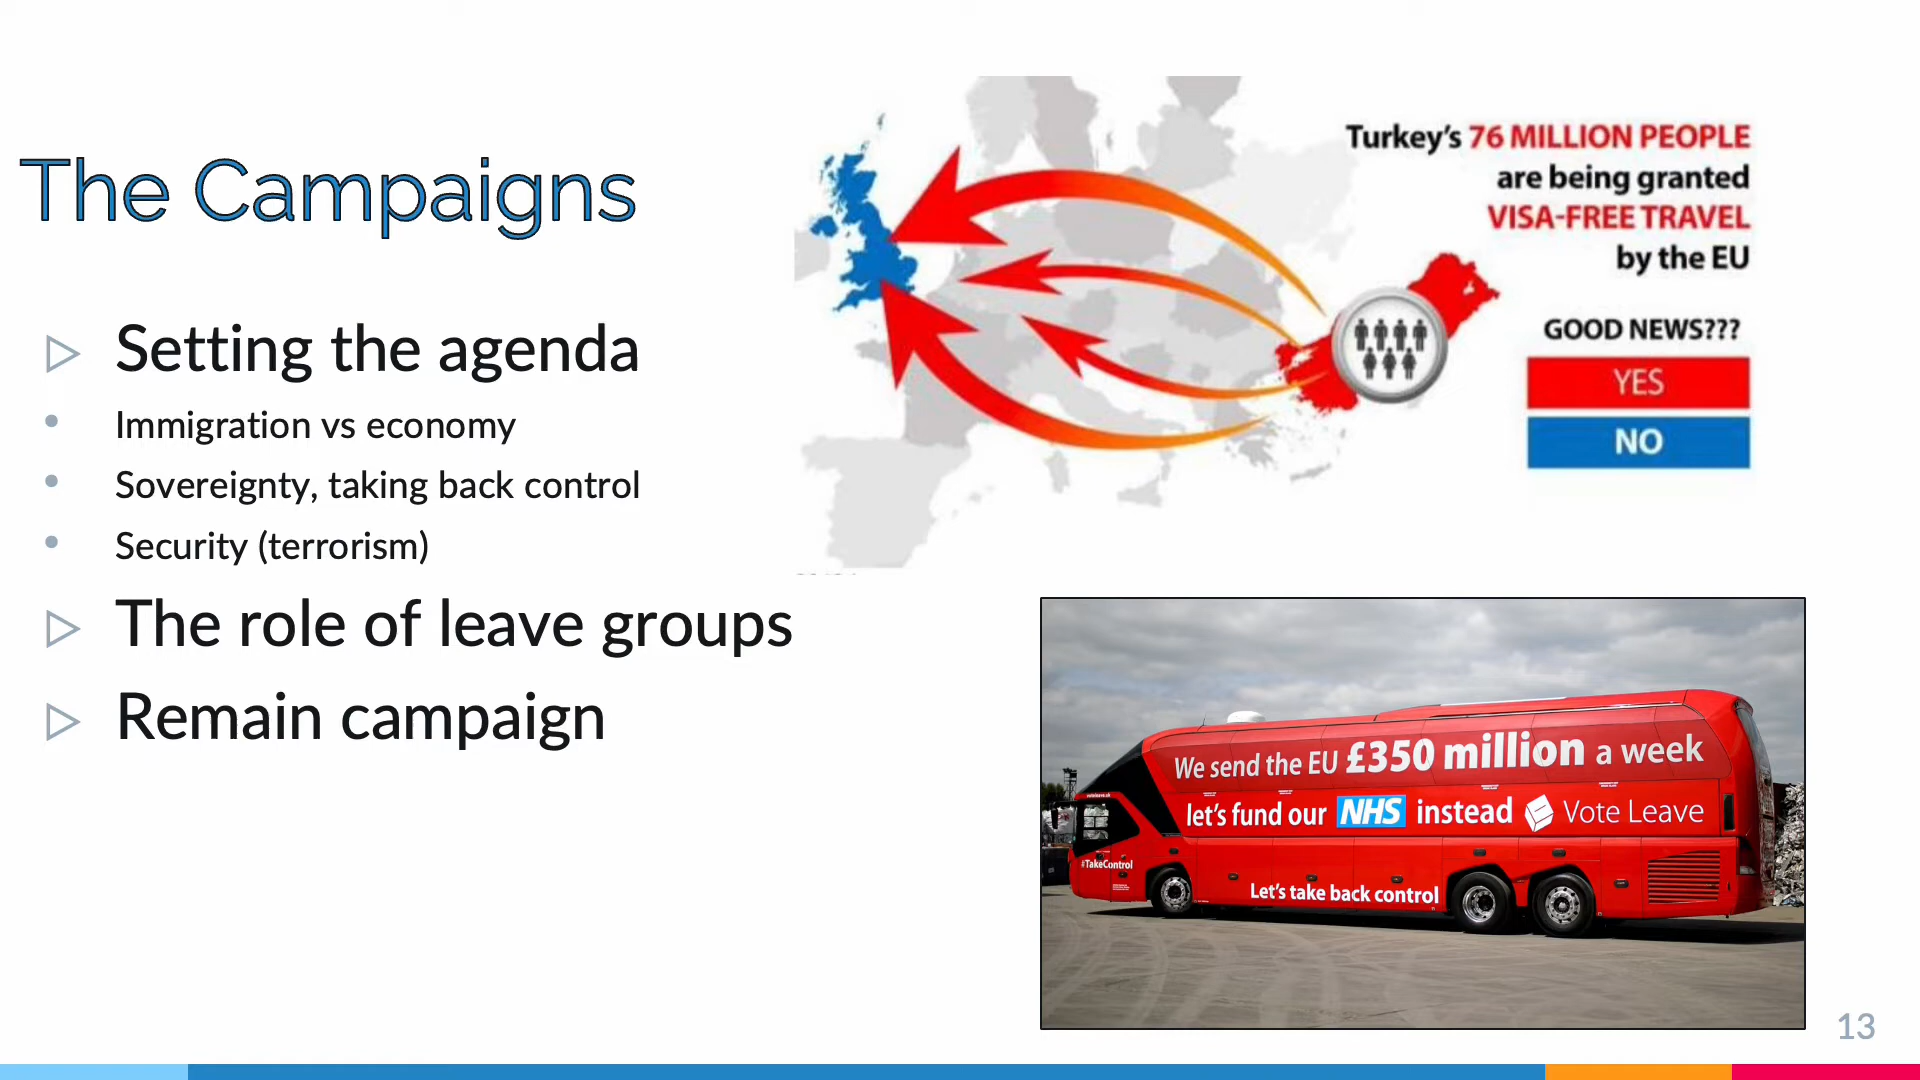 The Campaigns
Setting the agenda
Immigration vs economy
Sovereignty, taking back control
Security (terrorism)
The role of leave groups
Remain campaign
Turkey's 76 MILLION PEOPLE
are being granted
VISA-FREE TRAVEL
by the EU
GOOD NEWS???
YES
NO
We send the EU £350 million a week
let's fund our NHS instead Vote Leave
#TakeControl
Let's take back control
13